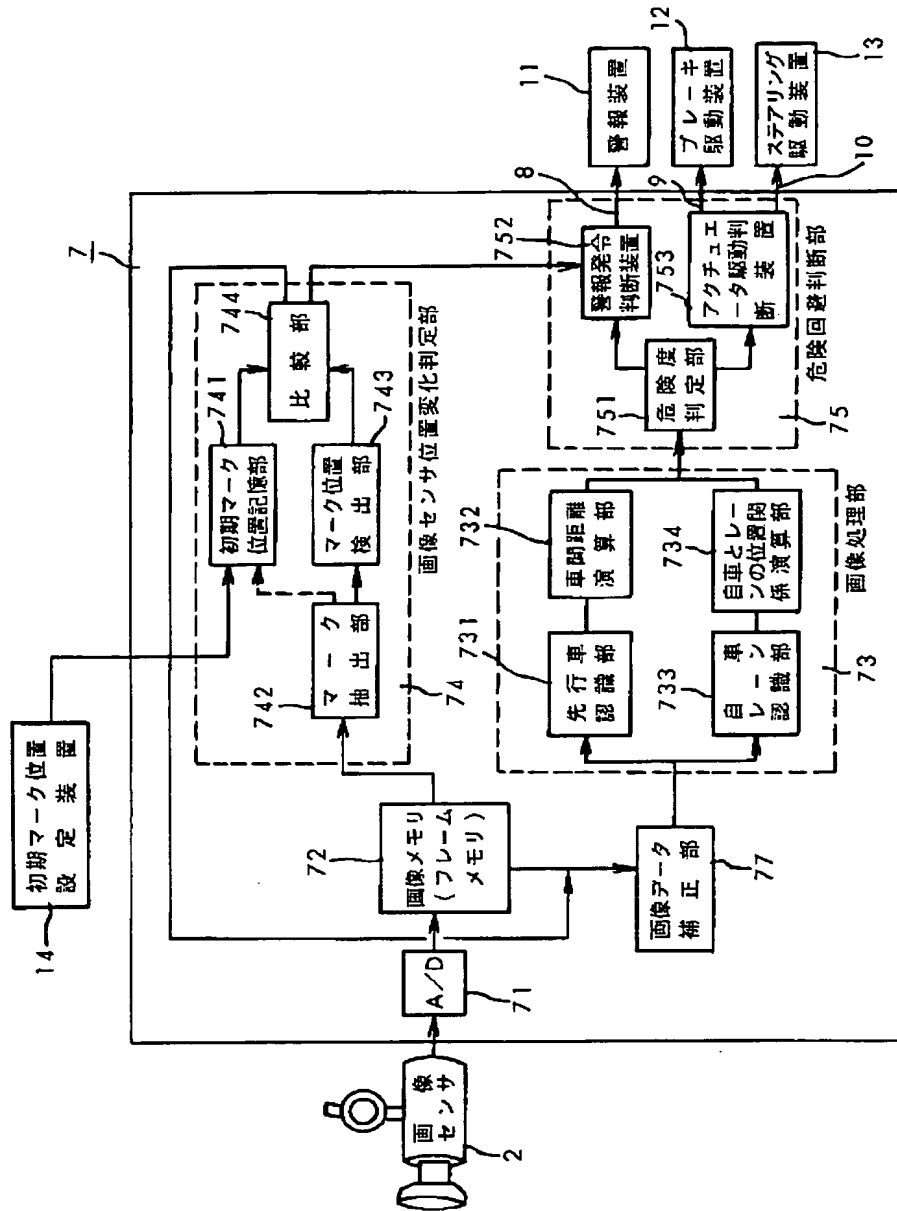 画像
センサ
2
A/D
71
初期マーク位置
設定装置
14
7
画像メモリ
(フレーム
メモリ)
72
画像データ
補正部
77
マーク
抽出部
742
初期マーク
位置記憶部
741
マーク位置
検出部
743
比較部
744
74
画像センサ位置変化判定部
先行車
認識部
731
車間距離
演算部
732
自車
レーン
認識部
733
自車とレー
ンの位置関
係演算部
734
73
画像処理部
危険度
判定部
751
警報発令
判断装置
752
アクチュエ
ータ駆動判
断装置
753
75
危険回避判断部
8
9
10
警報装置
11
ブレーキ
駆動装置
12
ステアリング
駆動装置
13